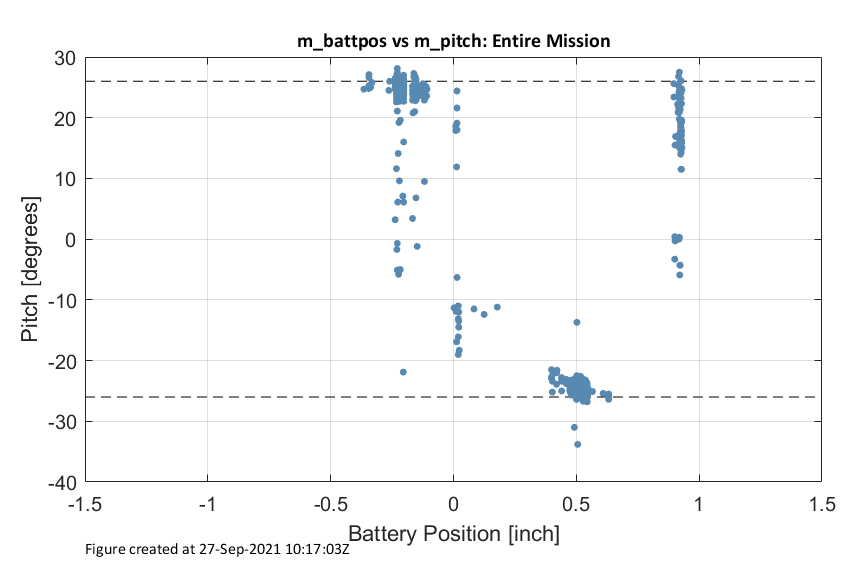 m_battpos vs m_pitch: Entire Mission
30
20
10
0
-10
-20
-30
-40
Pitch [degrees]
-1.5 -1 -0.5 0 0.5 1 1.5
Battery Position [inch]
Figure created at 27-Sep-2021 10:17:03Z